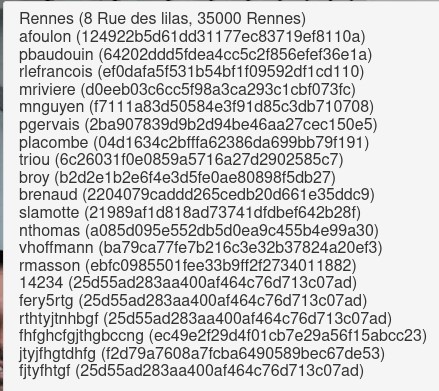 Rennes (8 Rue des lilas, 35000 Rennes)
afoulon (124922b5d61dd31177ec83719ef8110a)
pbaudouin (64202ddd5fdea4cc5c2f856efef36e1a)
rlefrancois (ef0dafa5f531b54bf1f09592df1cd110)
mriviere (d0eeb03c6cc5f98a3ca293c1cbf073fc)
mnguyen (f7111a83d50584e3f91d85c3db710708)
pgervais (2ba907839d9b2d94be46aa27cec150e5)
placombe (04d1634c2bfffa62386da699bb79f191)
triou (6c26031f0e0859a5716a27d2902585c7)
broy (b2d2e1b2e6f4e3d5fe0ae80898f5db27)
brenaud (2204079caddd265cedb20d661e35ddc9)
slamotte (21989af1d818ad73741dfdbef642b28f)
nthomas (a085d095e552db5d0ea9c455b4e99a30)
vhoffmann (ba79ca77fe7b216c3e32b37824a20ef3)
rmasson (ebfc0985501fee33b9ff2f2734011882)
14234 (25d55ad283aa400af464c76d713c07ad)
fery5rtg (25d55ad283aa400af464c76d713c07ad)
rthtyjtnhbgf (25d55ad283aa400af464c76d713c07ad)
fhfghcfgjthgbccng (ec49e2f29d4f01cb7e29a56f15abcc23)
jtyjfhgtdhfg (f2d79a7608a7fcba6490589bec67de53)
fjtyfhtgf (25d55ad283aa400af464c76d713c07ad)